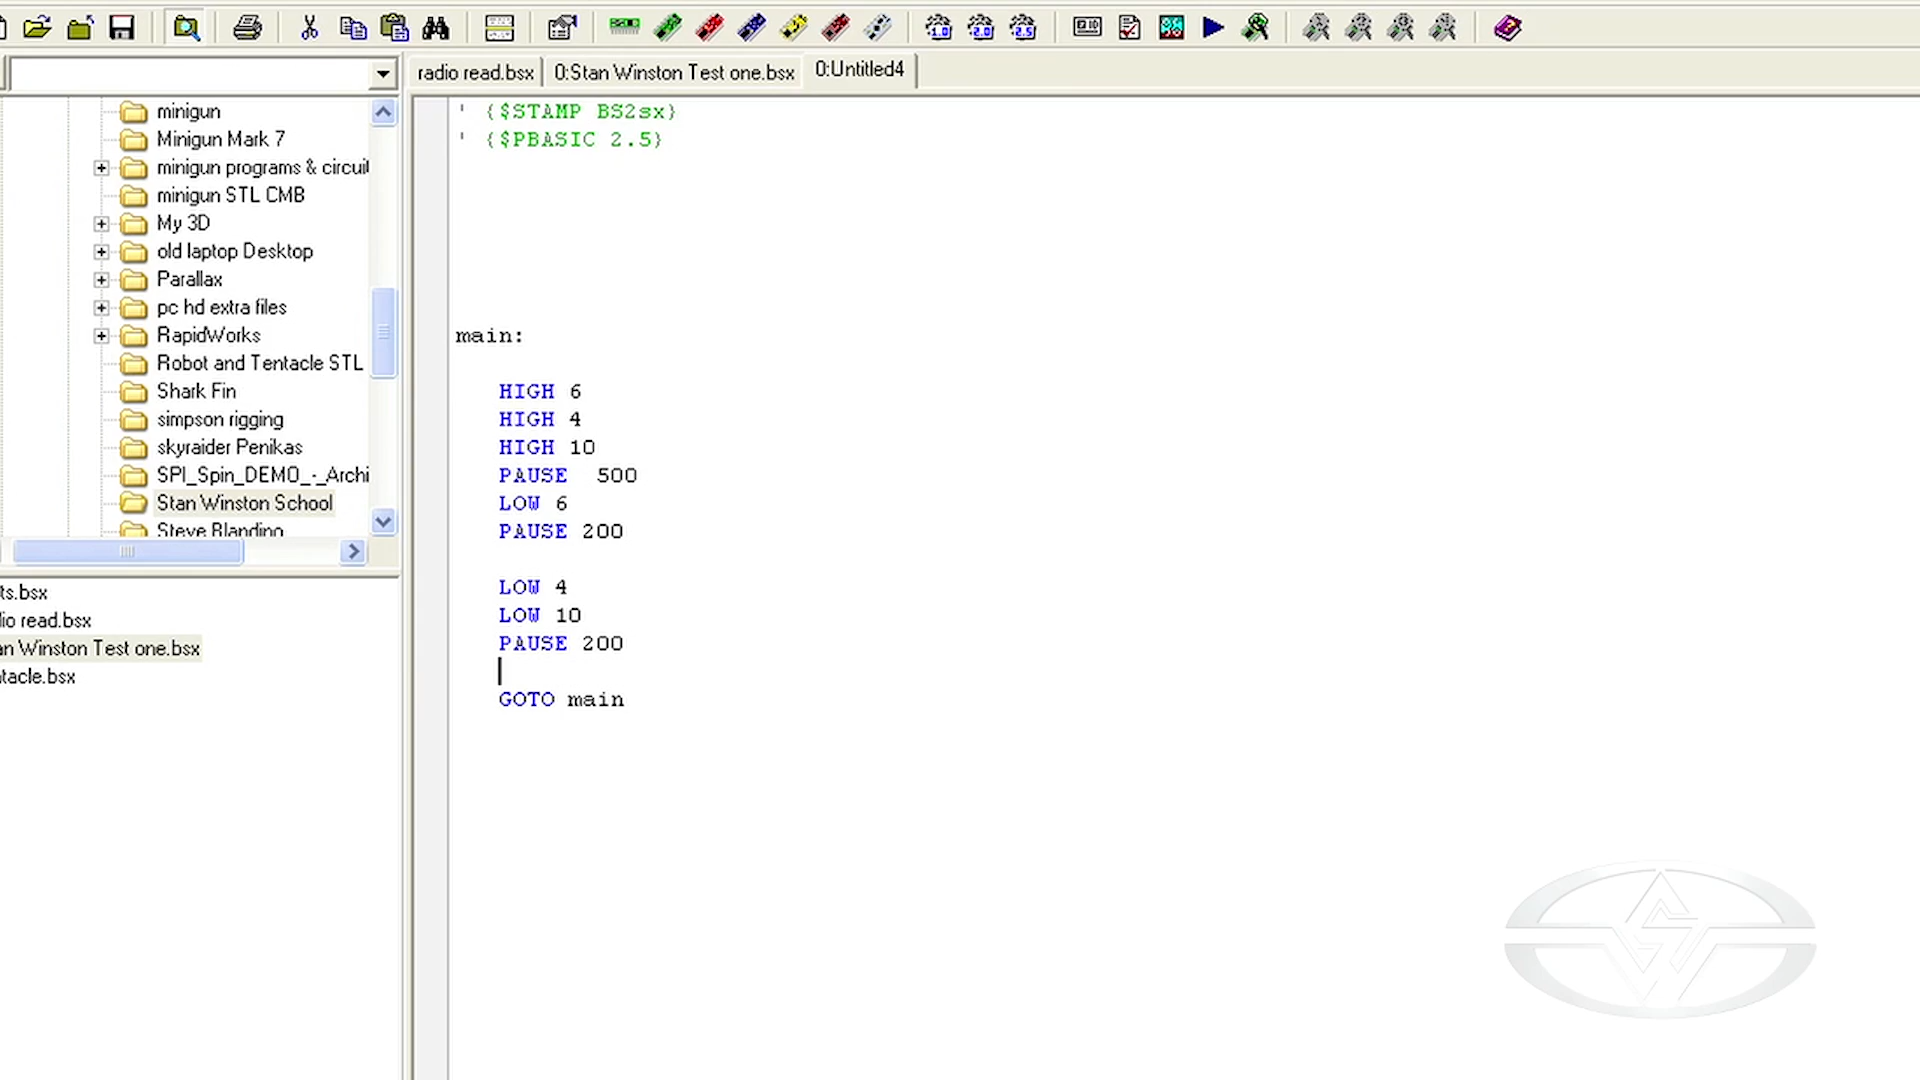 radio read.bsx
0:Stan Winston Test one.bsx
0:Untitled4
minigun
Minigun Mark 7
minigun programs & circuit
minigun STL CMB
My 3D
old laptop Desktop
Parallax
pc hd extra files
RapidWorks
Robot and Tentacle STL
Shark Fin
simpson rigging
skyraider Penikas
SPI_Spin_DEMO_-_Archi
Stan Winston School
Steve Blandino
ts.bsx
io read.bsx
an Winston Test one.bsx
tacle.bsx
' {$STAMP BS2sx}
' {$PBASIC 2.5}
main:
HIGH 6
HIGH 4
HIGH 10
PAUSE  500
LOW 6
PAUSE 200
LOW 4
LOW 10
PAUSE 200
GOTO main